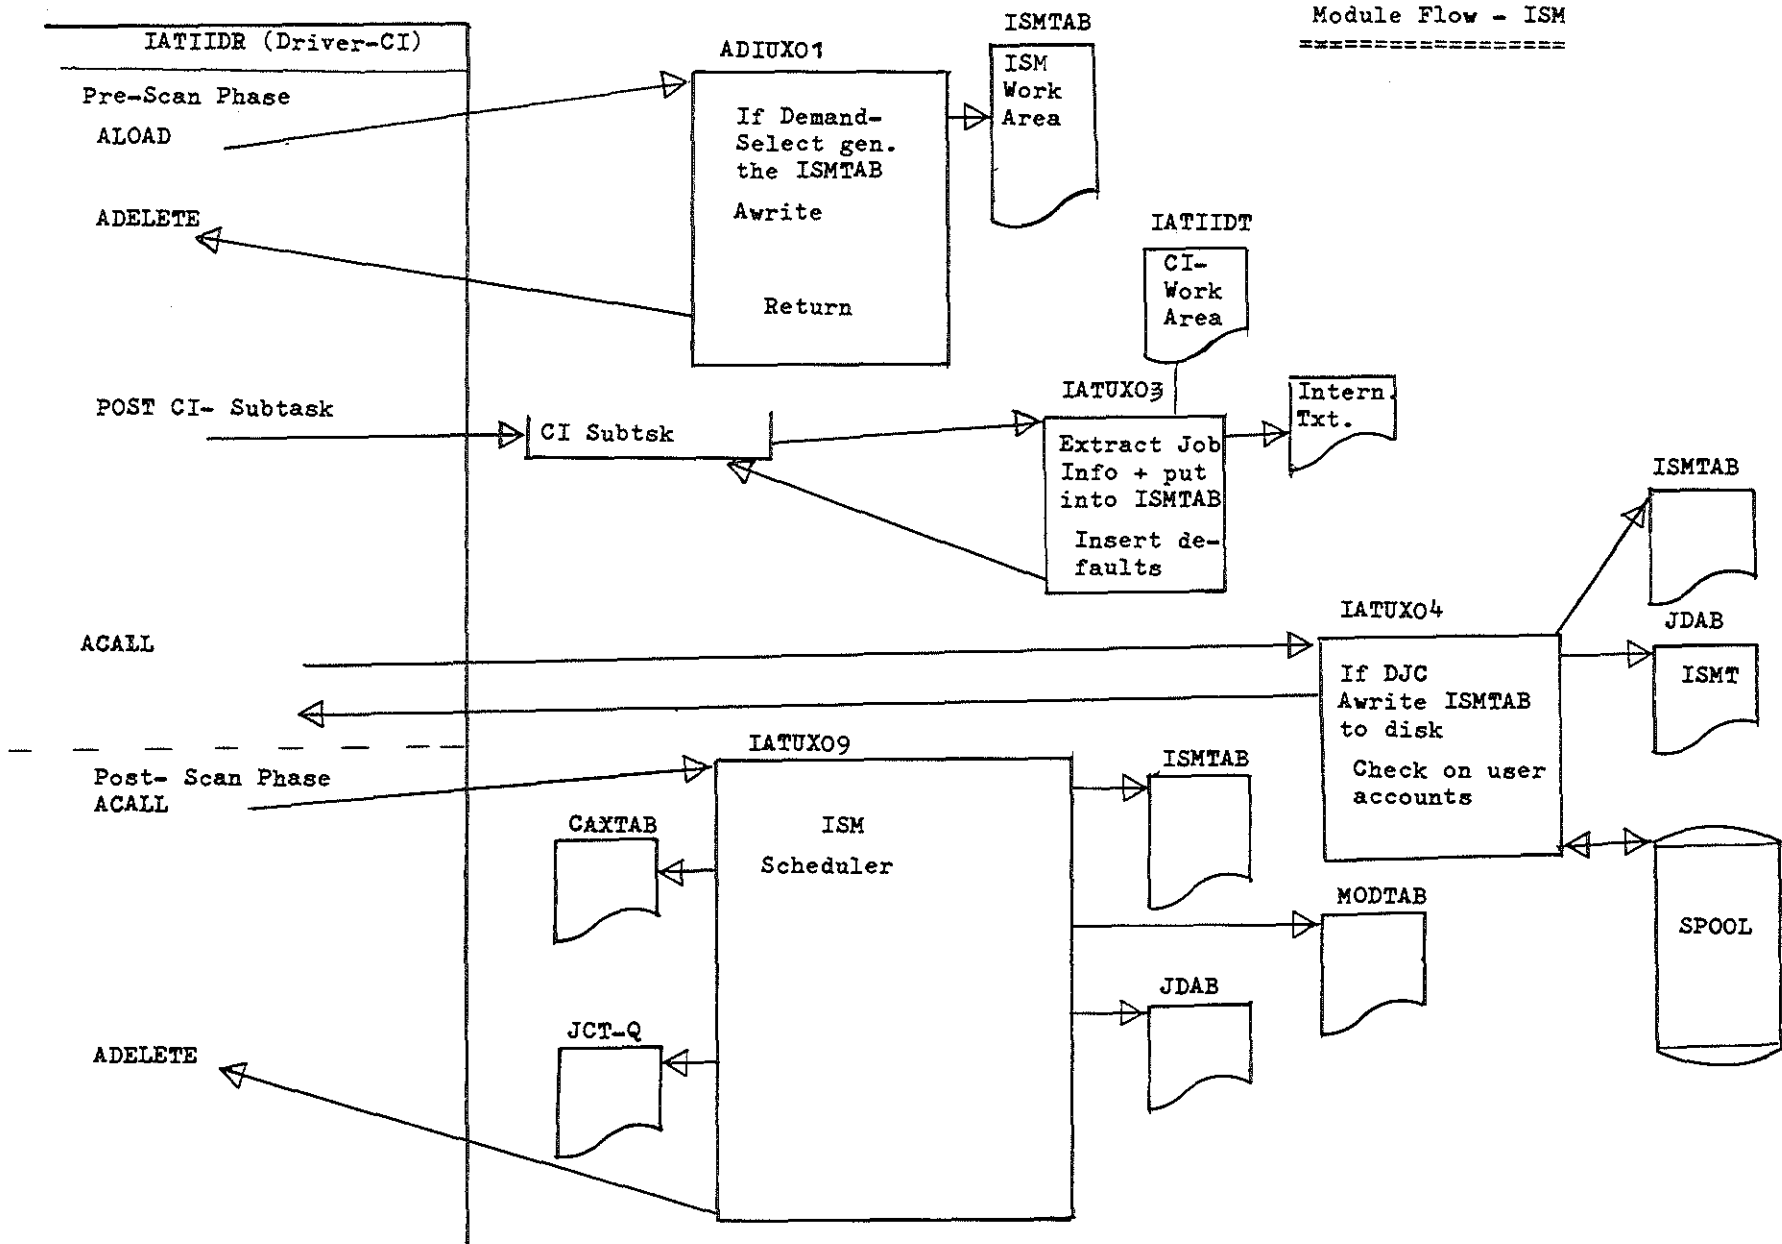 Module Flow - ISM
==================
IATIIDR (Driver-CI)
Pre-Scan Phase
ALOAD
ADELETE
ADIUX01
If Demand-
Select gen.
the ISMTAB
Awrite
Return
ISMTAB
ISM
Work
Area
IATIIDT
CI-
Work
Area
POST CI- Subtask
CI Subtsk
IATUX03
Extract Job
Info + put
into ISMTAB
Insert de-
faults
Intern.
Txt.
ISMTAB
ACALL
IATUX04
If DJC
Awrite ISMTAB
to disk
Check on user
accounts
JDAB
ISMT
SPOOL
Post- Scan Phase
ACALL
ADELETE
IATUX09
ISM
Scheduler
CAXTAB
JCT-Q
ISMTAB
MODTAB
JDAB